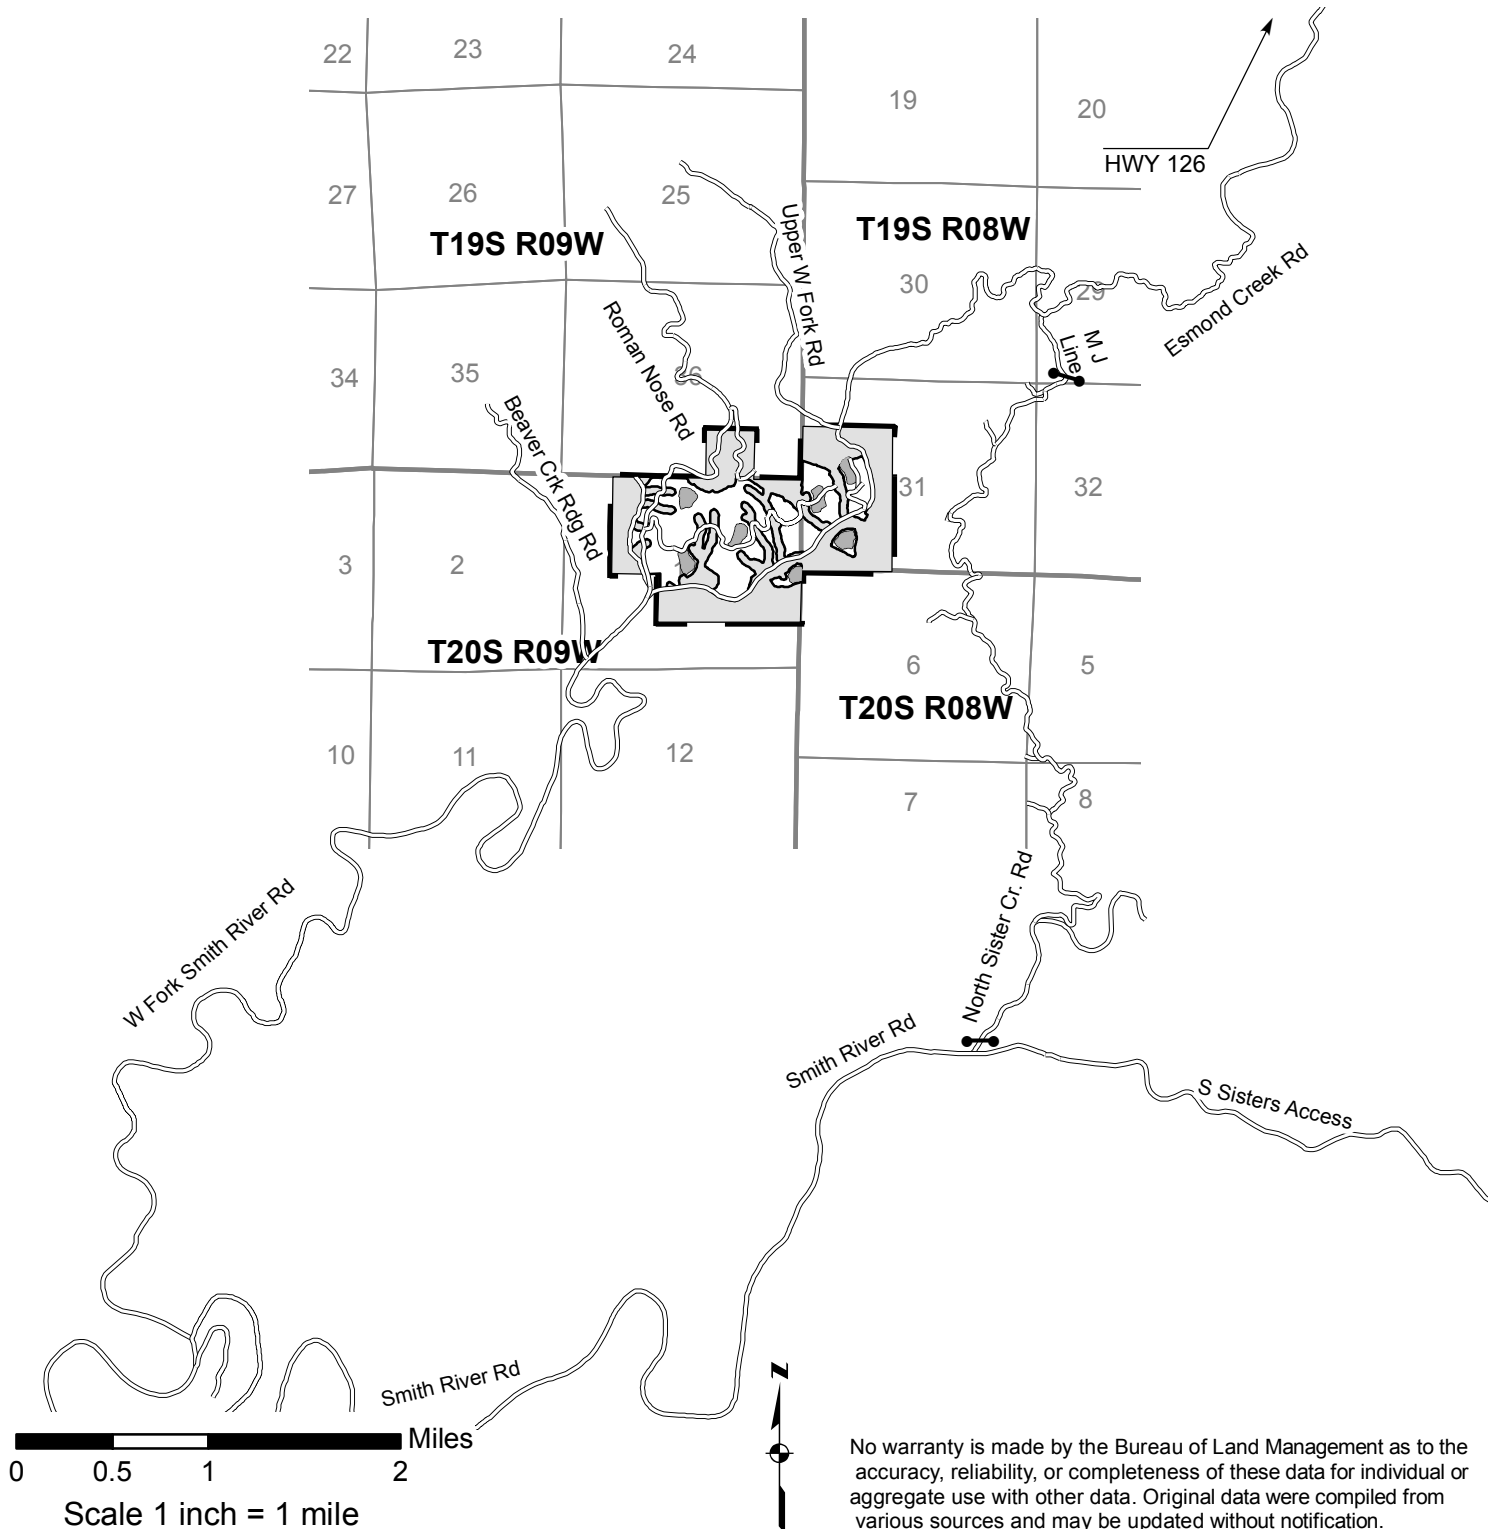 22
23
24
19
20
HWY 126
27
26
25
T19S R09W
T19S R08W
Upper W Fork Rd
30
29
Esmond Creek Rd
Roman Nose Rd
M J
Line
34
35
36
Beaver Crk Rdg Rd
31
32
3
2
T20S R09W
6
5
T20S R08W
10
11
12
7
8
W Fork Smith River Rd
North Sister Cr. Rd
Smith River Rd
S Sisters Access
Smith River Rd
Miles
0 0.5 1 2
Scale 1 inch = 1 mile
N
No warranty is made by the Bureau of Land Management as to the
accuracy, reliability, or completeness of these data for individual or
aggregate use with other data. Original data were compiled from
various sources and may be updated without notification.